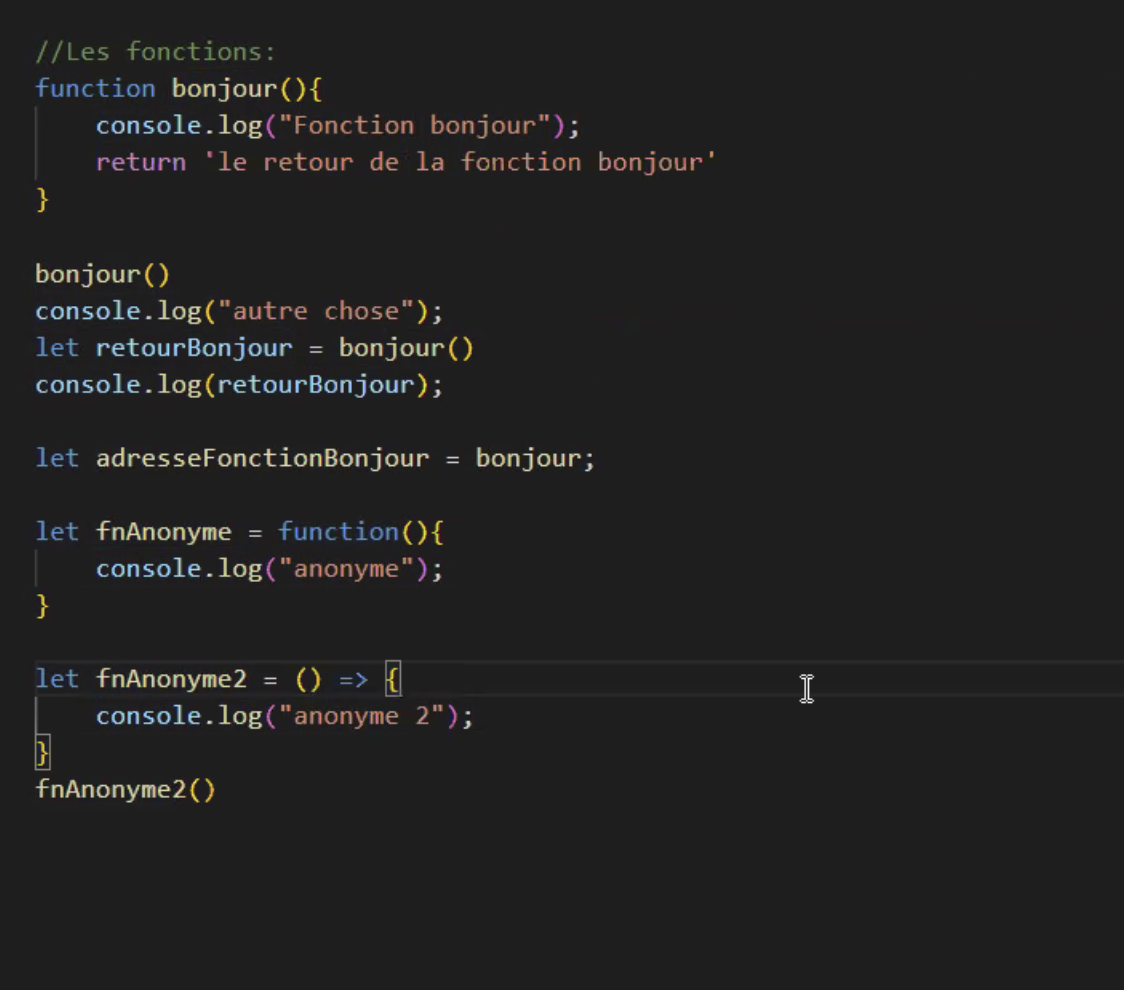 //Les fonctions:
function bonjour(){
    console.log("Fonction bonjour");
    return 'le retour de la fonction bonjour'
}

bonjour()
console.log("autre chose");
let retourBonjour = bonjour()
console.log(retourBonjour);

let adresseFonctionBonjour = bonjour;

let fnAnonyme = function(){
    console.log("anonyme");
}

let fnAnonyme2 = () => {
    console.log("anonyme 2");
}
fnAnonyme2()